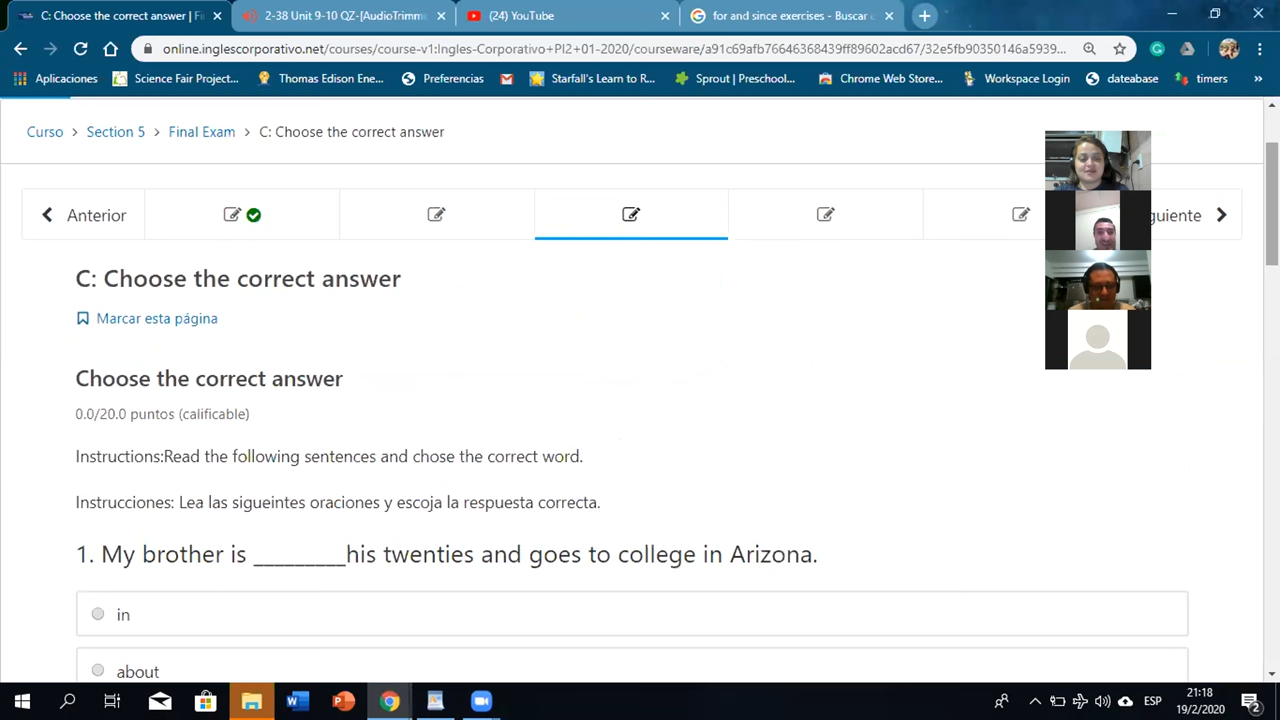 C: Choose the correct answer | Fi
2-38 Unit 9-10 QZ-[AudioTrimm
(24) YouTube
for and since exercises - Buscar c
online.inglescorporativo.net/courses/course-v1:Ingles-Corporativo+PI2+01-2020/courseware/a91c69afb76646368439ff89602acd67/32e5fb90350146a5939...
Aplicaciones
Science Fair Project...
Thomas Edison Ene...
Preferencias
Starfall's Learn to R...
Sprout | Preschool...
Chrome Web Store...
Workspace Login
dateabase
timers
»
Curso > Section 5 > Final Exam > C: Choose the correct answer
Anterior
guiente
C: Choose the correct answer
Marcar esta página
Choose the correct answer
0.0/20.0 puntos (calificable)
Instructions:Read the following sentences and chose the correct word.
Instrucciones: Lea las sigueintes oraciones y escoja la respuesta correcta.
1. My brother is _________his twenties and goes to college in Arizona.
in
about
ESP
21:18
19/2/2020
2